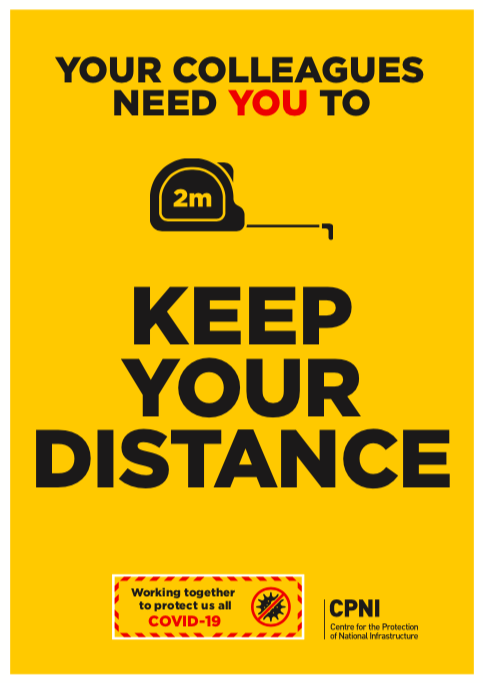 YOUR COLLEAGUES
NEED YOU TO
2m
KEEP
YOUR
DISTANCE
Working together
to protect us all
COVID-19
CPNI
Centre for the Protection
of National Infrastructure